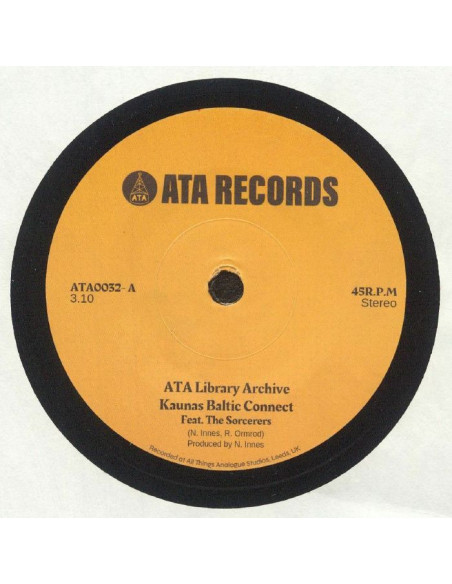 ATA
ATA RECORDS
ATA0032-A
3.10
45R.P.M
Stereo
ATA Library Archive
Kaunas Baltic Connect
Feat. The Sorcerers
(N. Innes, R. Ormrod)
Produced by N. Innes
Recorded at All Things Analogue Studios, Leeds, UK